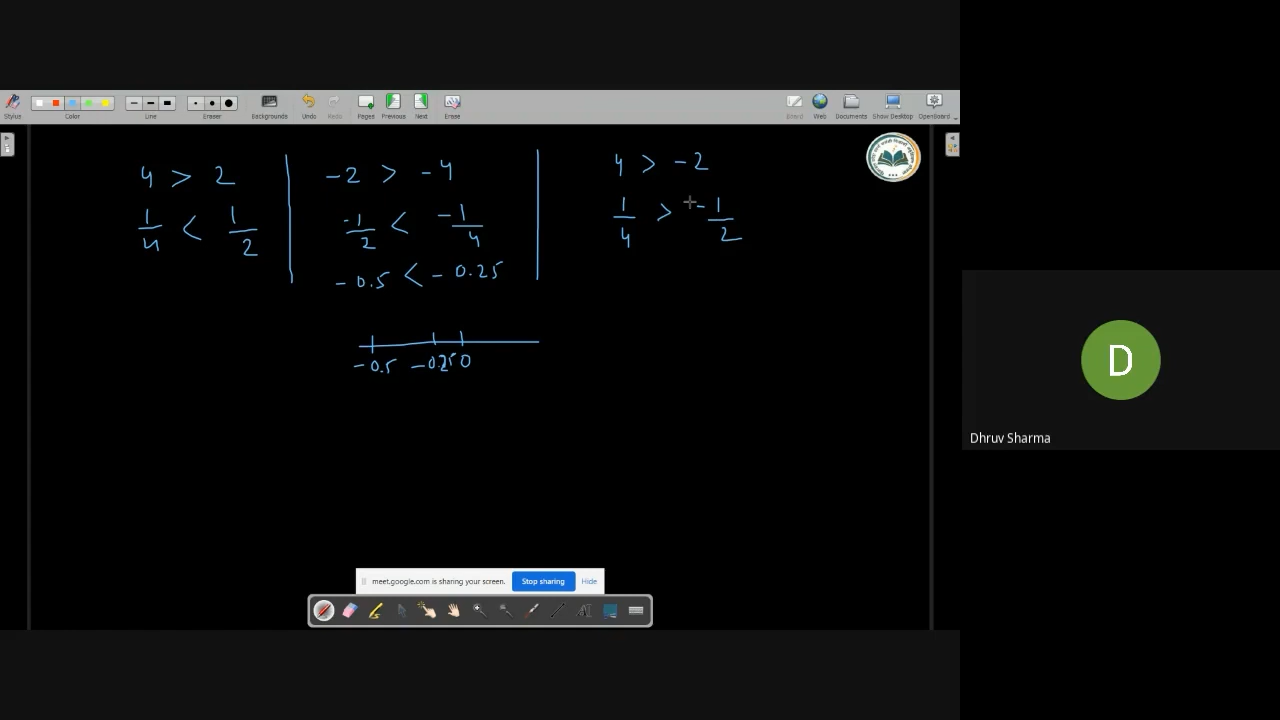 Stylus Color Line Eraser Backgrounds Undo Redo Pages Previous Next Erase Board Web Documents Show Desktop OpenBoard
4 > 2
1/4 < 1/2
-2 > -4
-1/2 < -1/4
-0.5 < -0.25
-0.5 -0.25 0
4 > -2
1/4 > -1/2
meet.google.com is sharing your screen. Stop sharing Hide
D
Dhruv Sharma